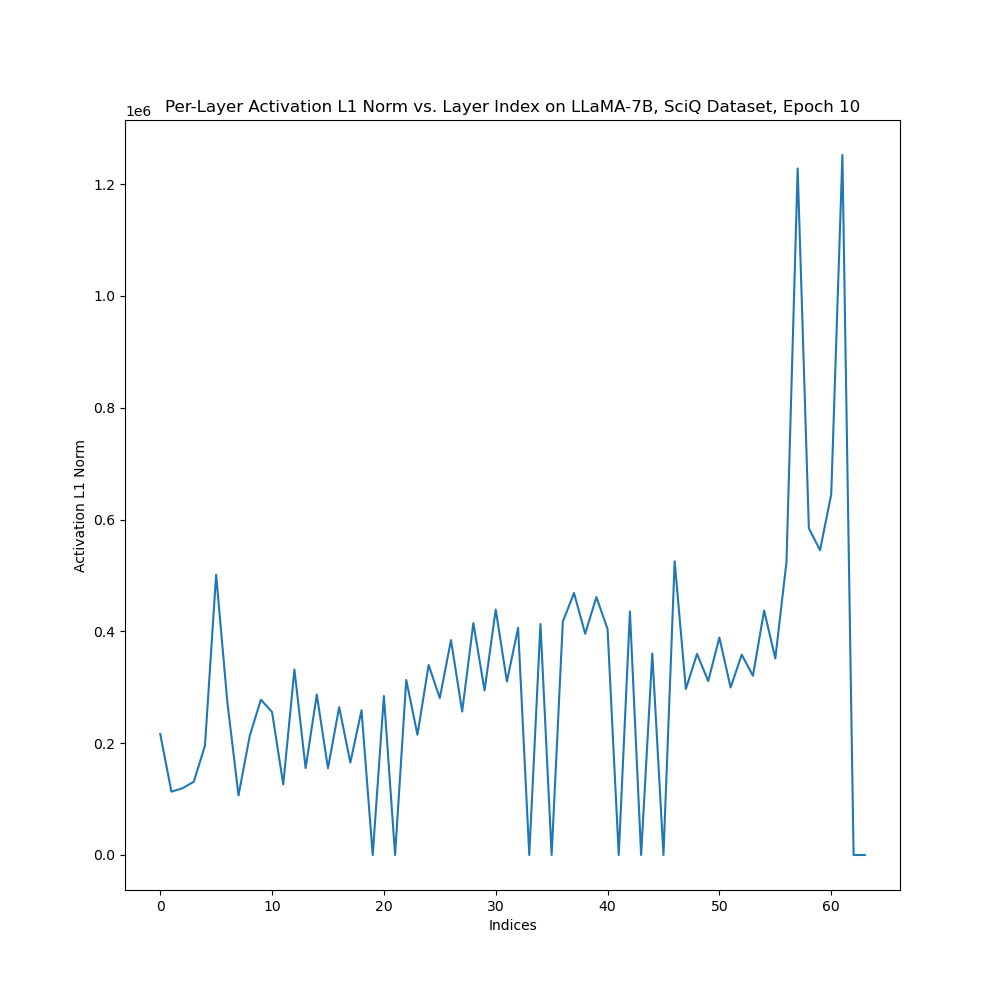 Per-Layer Activation L1 Norm vs. Layer Index on LLaMA-7B, SciQ Dataset, Epoch 10
1e6
1.2
1.0
0.8
0.6
0.4
0.2
0.0
Activation L1 Norm
0 10 20 30 40 50 60
Indices